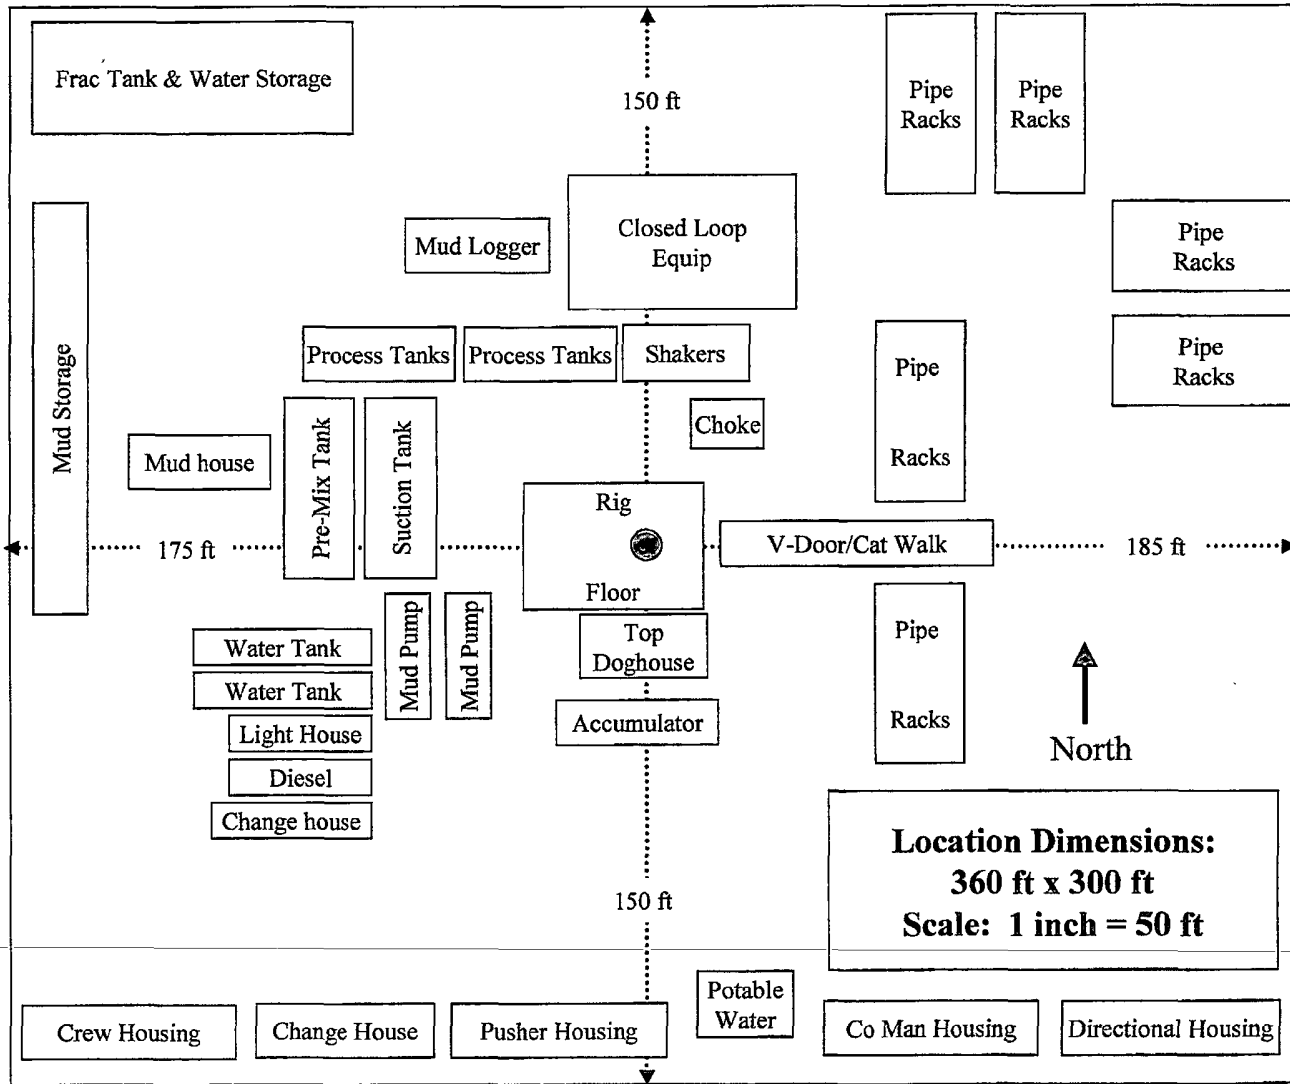 Frac Tank & Water Storage
150 ft
Pipe
Racks
Pipe
Racks
Mud Logger
Closed Loop
Equip
Pipe
Racks
Process Tanks
Process Tanks
Shakers
Pipe
Racks
Pipe
Racks
Mud Storage
Mud house
Pre-Mix Tank
Suction Tank
Choke
Rig
Floor
175 ft
V-Door/Cat Walk
185 ft
Water Tank
Water Tank
Light House
Diesel
Change house
Mud Pump
Mud Pump
Top
Doghouse
Accumulator
Pipe
Racks
North
Location Dimensions:
360 ft x 300 ft
Scale: 1 inch = 50 ft
150 ft
Crew Housing
Change House
Pusher Housing
Potable
Water
Co Man Housing
Directional Housing